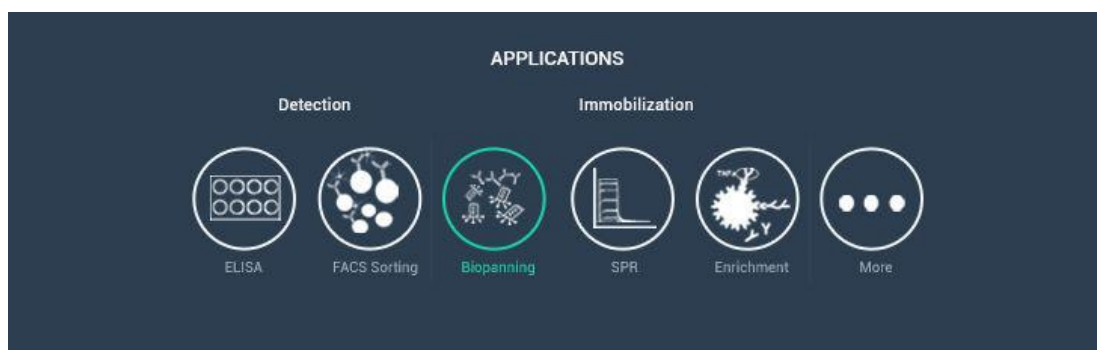 APPLICATIONS
Detection Immobilization
ELISA FACS Sorting Biopanning SPR Enrichment More